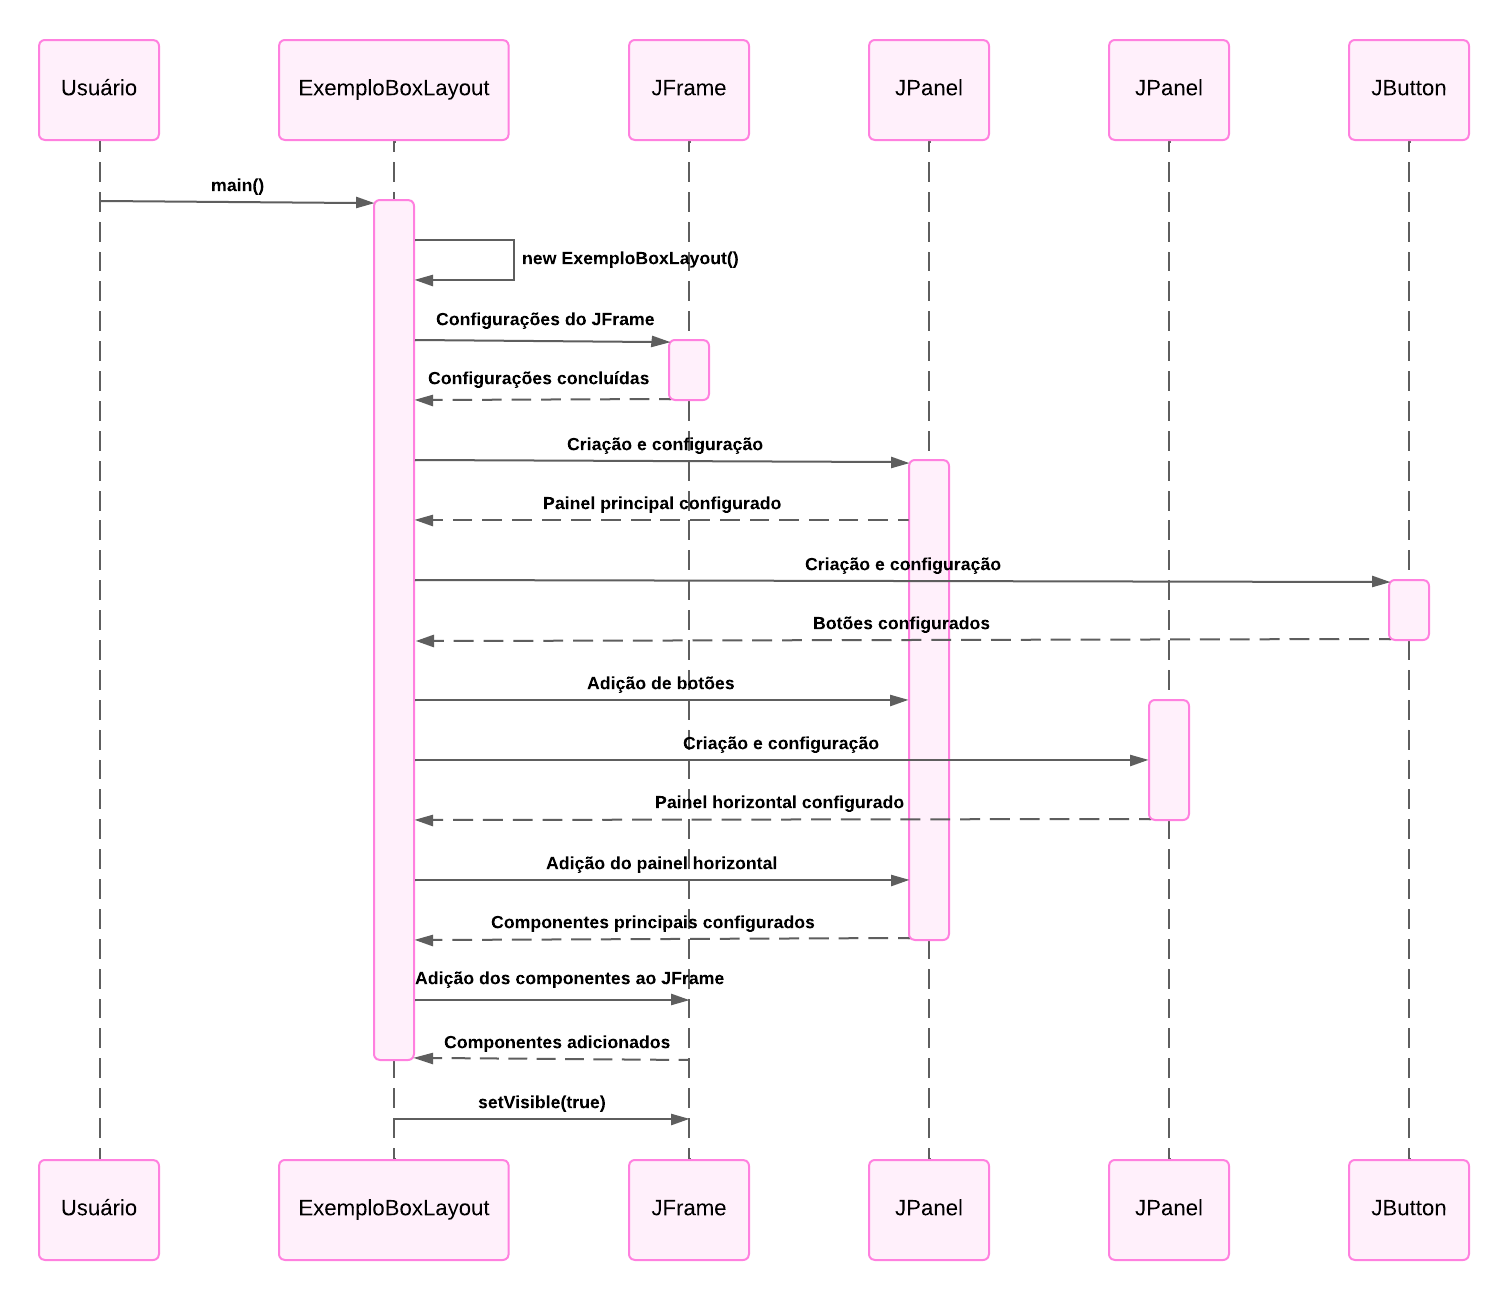 Usuário
ExemploBoxLayout
JFrame
JPanel
JPanel
JButton
main()
new ExemploBoxLayout()
Configurações do JFrame
Configurações concluídas
Criação e configuração
Painel principal configurado
Criação e configuração
Botões configurados
Adição de botões
Criação e configuração
Painel horizontal configurado
Adição do painel horizontal
Componentes principais configurados
Adição dos componentes ao JFrame
Componentes adicionados
setVisible(true)
Usuário
ExemploBoxLayout
JFrame
JPanel
JPanel
JButton